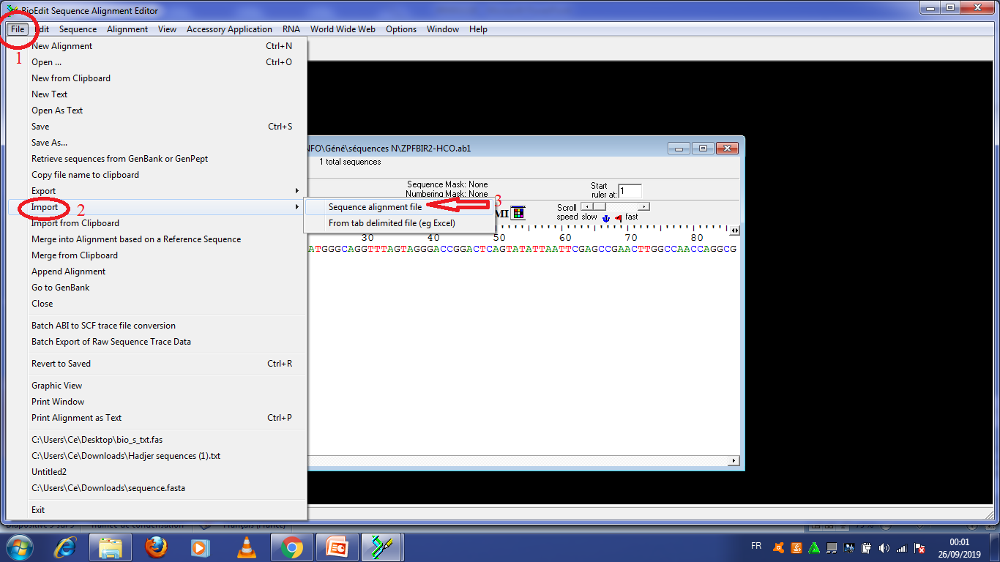 BioEdit Sequence Alignment Editor
File Edit Sequence Alignment View Accessory Application RNA World Wide Web Options Window Help
1
New Alignment Ctrl+N
Open ... Ctrl+O
New from Clipboard
New Text
Open As Text
Save Ctrl+S
Save As...
Retrieve sequences from GenBank or GenPept
Copy file name to clipboard
Export
Import
2
Import from Clipboard
Merge into Alignment based on a Reference Sequence
Merge from Clipboard
Append Alignment
Go to GenBank
Close
Batch ABI to SCF trace file conversion
Batch Export of Raw Sequence Trace Data
Revert to Saved Ctrl+R
Graphic View
Print Window
Print Alignment as Text Ctrl+P
C:\Users\Ce\Desktop\bio_s_txt.fas
C:\Users\Ce\Downloads\Hadjer sequences (1).txt
Untitled2
C:\Users\Ce\Downloads\sequence.fasta
Exit
Sequence alignment file
3
From tab delimited file (eg Excel)
NFO\Géné\séquences N\ZPFBIR2-HCO.ab1
1 total sequences
Sequence Mask: None
Numbering Mask: None
Start
ruler at: 1
Scroll
speed slow fast
30 40 50 60 70 80
ATGGGCAGGTTTAGTAGGGACCGGACTCAGTATATTAATTCGAGCCGAACTTGGCCAACCAGGCG
FR
00:01
26/09/2019